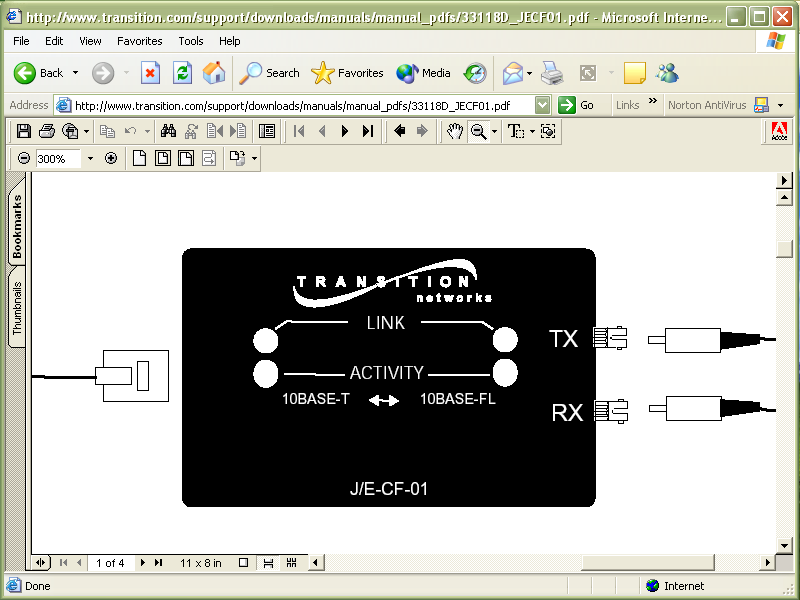 http://www.transition.com/support/downloads/manuals/manual_pdfs/33118D_JECF01.pdf - Microsoft Interne...
File Edit View Favorites Tools Help
Back Search Favorites Media
Address http://www.transition.com/support/downloads/manuals/manual_pdfs/33118D_JECF01.pdf Go Links » Norton AntiVirus
T
Adobe
300%
Bookmarks
Thumbnails
TRANSITION
networks
LINK
TX
ACTIVITY
10BASE-T 10BASE-FL
RX
J/E-CF-01
1 of 4 11 x 8 in
Done Internet